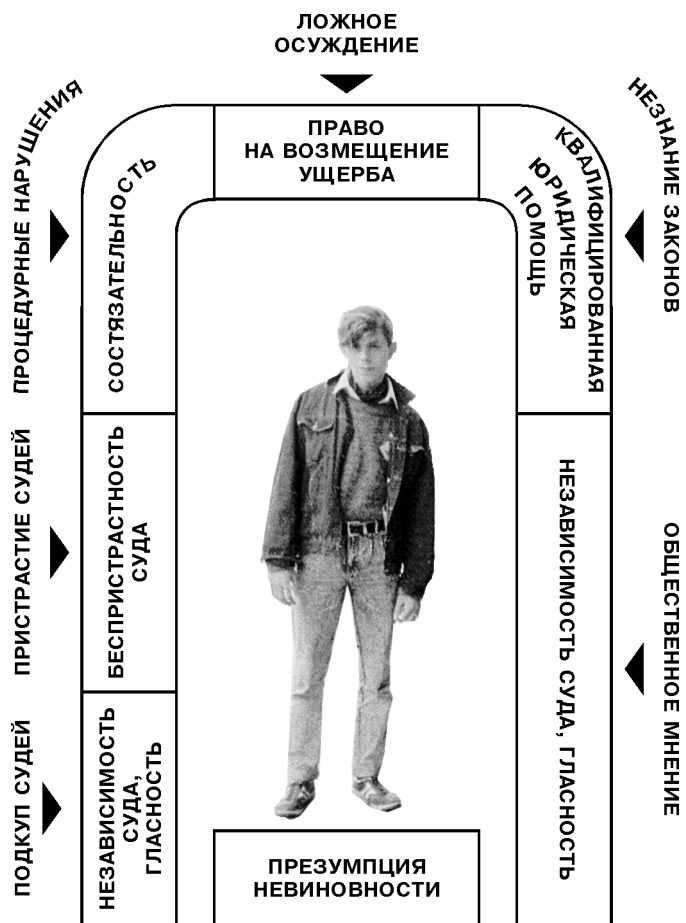 ЛОЖНОЕ
ОСУЖДЕНИЕ
ПРАВО
НА ВОЗМЕЩЕНИЕ
УЩЕРБА
ПРОЦЕДУРНЫЕ НАРУШЕНИЯ
СОСТЯЗАТЕЛЬНОСТЬ
КВАЛИФИЦИРОВАННАЯ
ЮРИДИЧЕСКАЯ
ПОМОЩЬ
НЕЗНАНИЕ ЗАКОНОВ
ПРИСТРАСТИЕ СУДЕЙ
БЕСПРИСТРАСТНОСТЬ
СУДА
НЕЗАВИСИМОСТЬ СУДА, ГЛАСНОСТЬ
ОБЩЕСТВЕННОЕ МНЕНИЕ
ПОДКУП СУДЕЙ
НЕЗАВИСИМОСТЬ
СУДА,
ГЛАСНОСТЬ
ПРЕЗУМПЦИЯ
НЕВИНОВНОСТИ